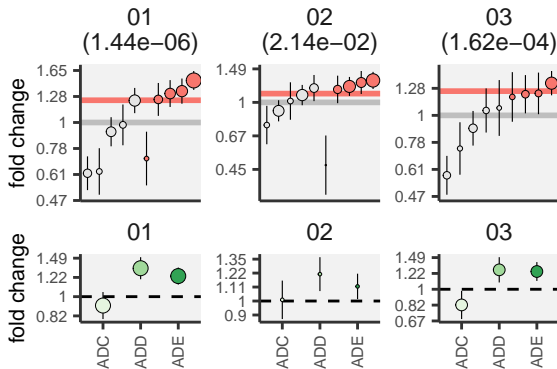 01
(1.44e−06)
02
(2.14e−02)
03
(1.62e−04)
fold change
1.65
1.28
1
0.78
0.61
0.47
1.49
1
0.67
0.45
1.28
1
0.78
0.61
0.47
01
02
03
fold change
1.49
1.22
1
0.82
1.35
1.22
1.11
1
0.9
1.49
1.22
1
0.82
0.67
ADC
ADD
ADE
ADC
ADD
ADE
ADC
ADD
ADE